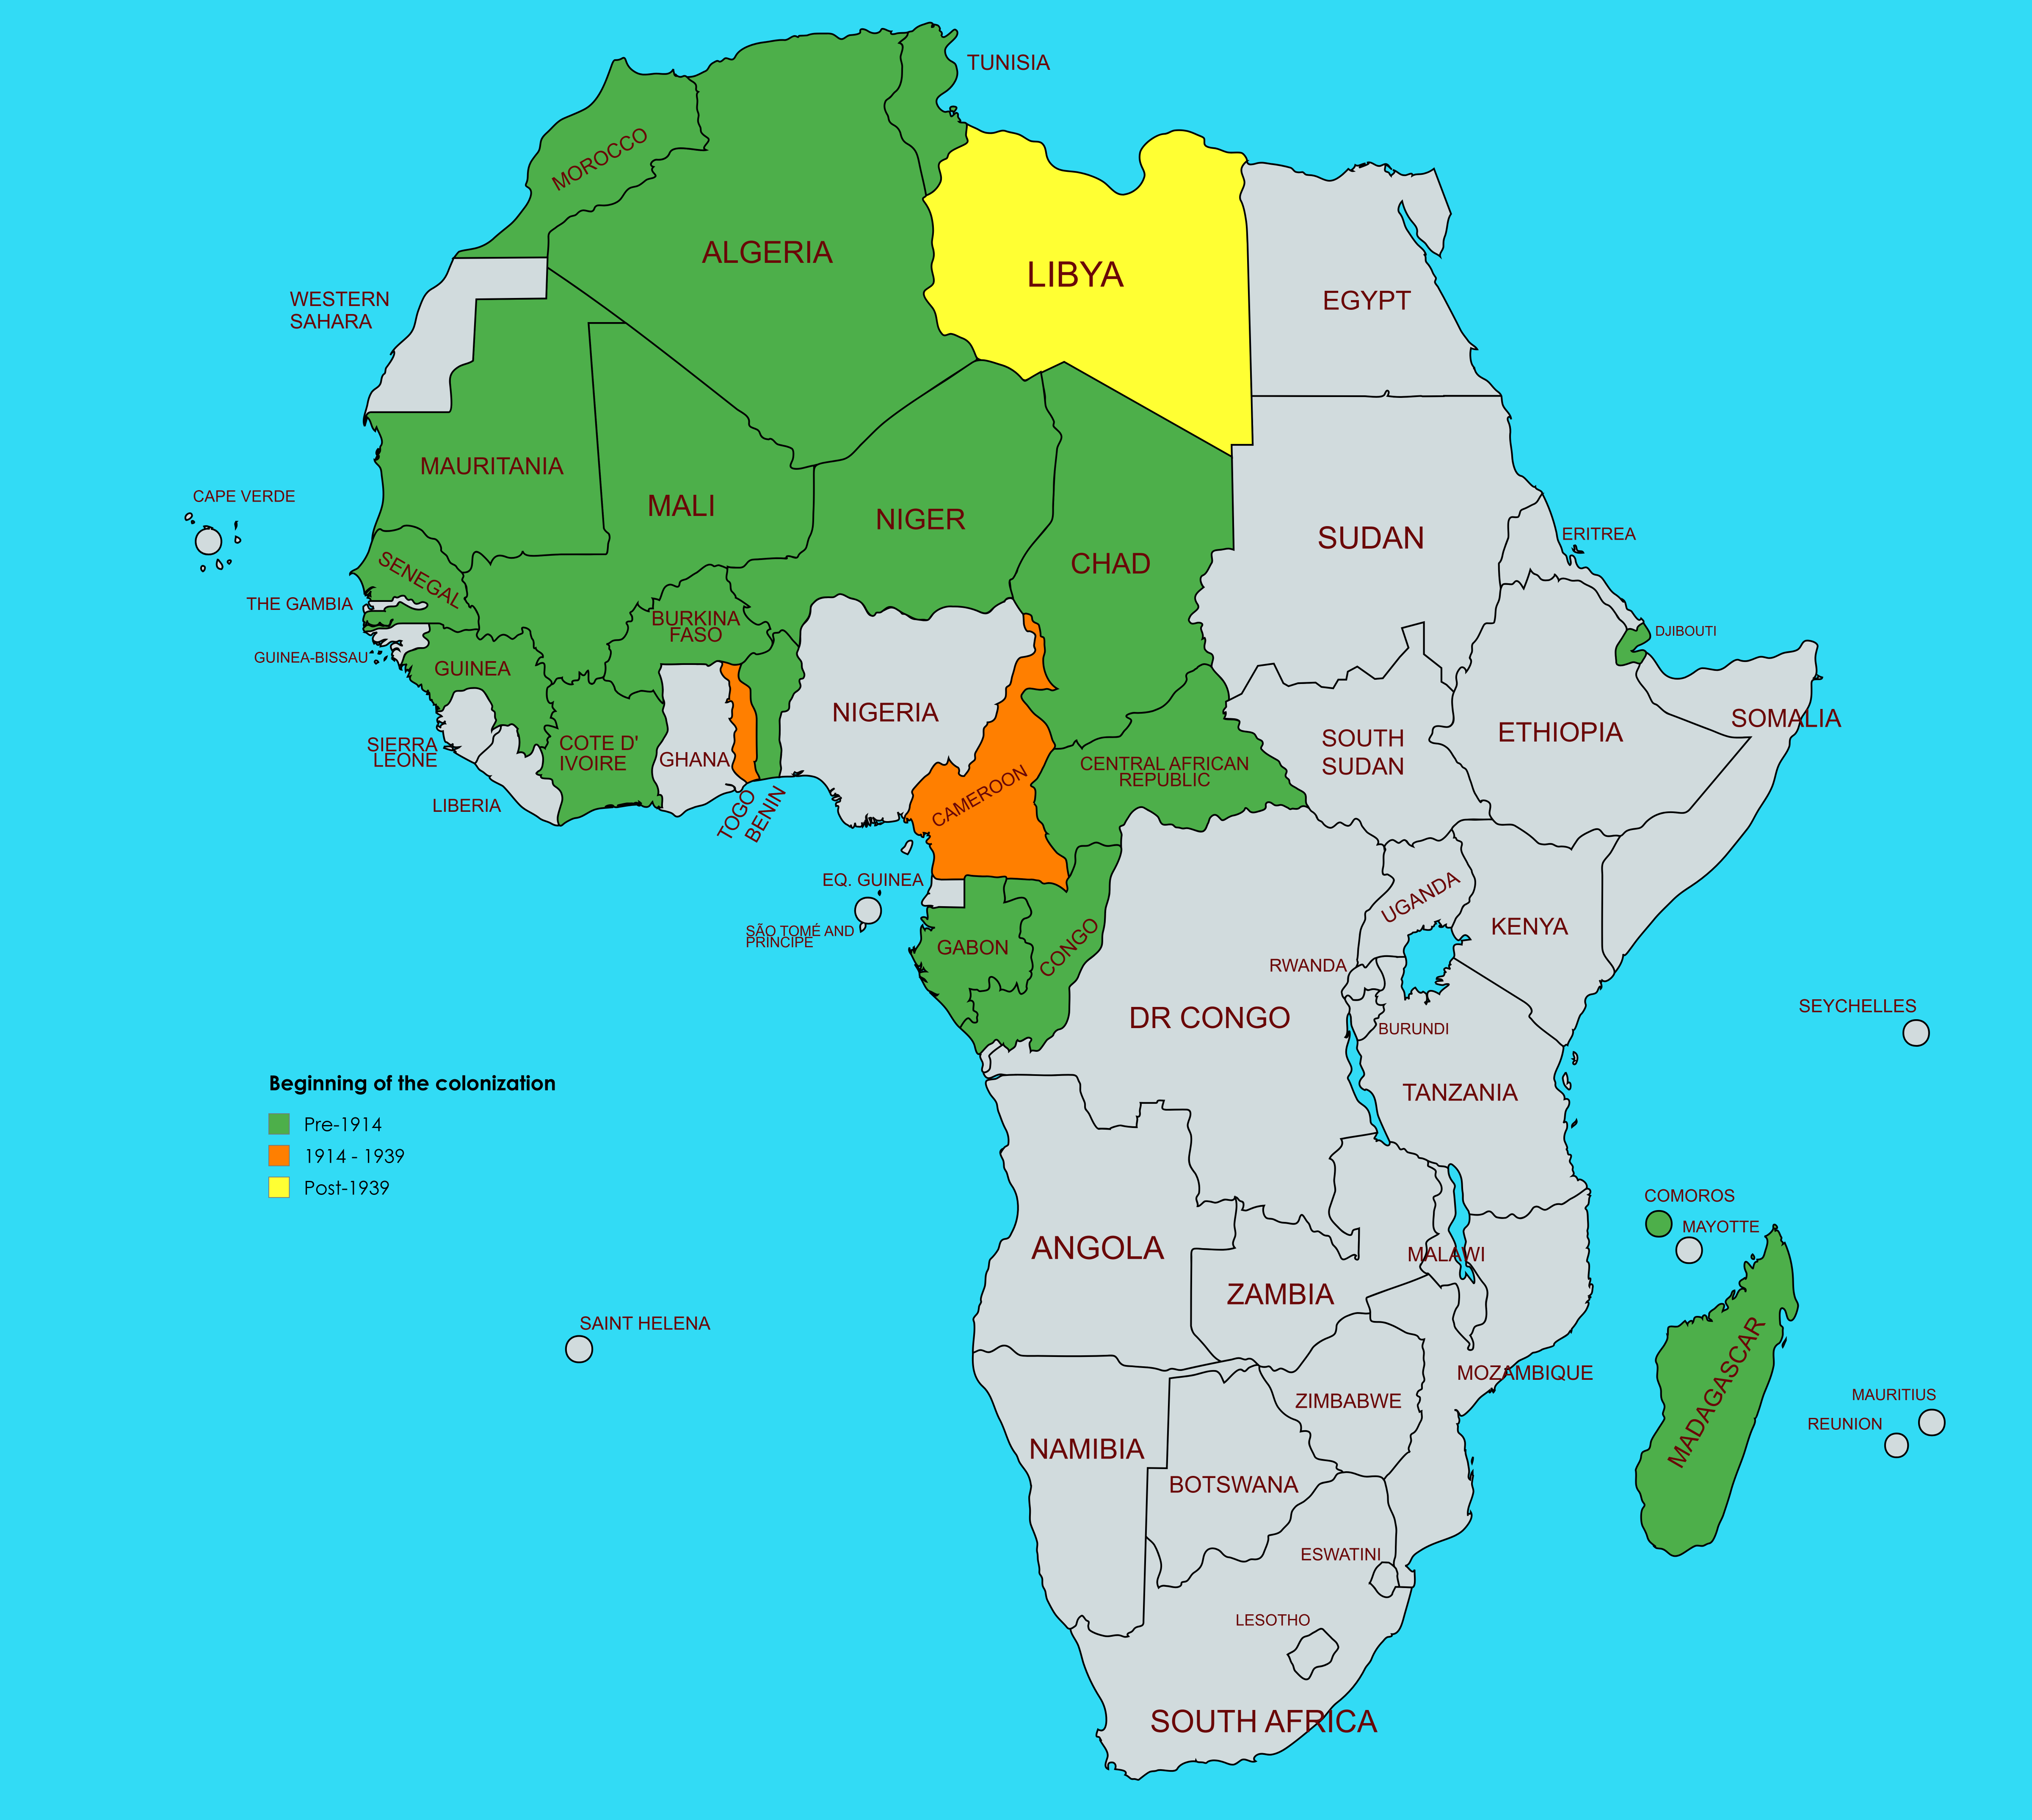 TUNISIA
MOROCCO
ALGERIA
LIBYA
EGYPT
WESTERN
SAHARA
MAURITANIA
MALI
NIGER
CHAD
SUDAN
ERITREA
CAPE VERDE
SENEGAL
THE GAMBIA
GUINEA-BISSAU
GUINEA
BURKINA
FASO
DJIBOUTI
NIGERIA
SIERRA
LEONE
COTE D'
IVOIRE
GHANA
LIBERIA
TOGO
BENIN
CAMEROON
CENTRAL AFRICAN
REPUBLIC
SOUTH
SUDAN
ETHIOPIA
SOMALIA
EQ. GUINEA
SÃO TOMÉ AND
PRINCIPE
GABON
CONGO
UGANDA
KENYA
RWANDA
DR CONGO
BURUNDI
SEYCHELLES
TANZANIA
Beginning of the colonization
Pre-1914
1914 - 1939
Post-1939
COMOROS
MAYOTTE
ANGOLA
ZAMBIA
MALAWI
SAINT HELENA
MOZAMBIQUE
MADAGASCAR
ZIMBABWE
MAURITIUS
REUNION
NAMIBIA
BOTSWANA
ESWATINI
LESOTHO
SOUTH AFRICA